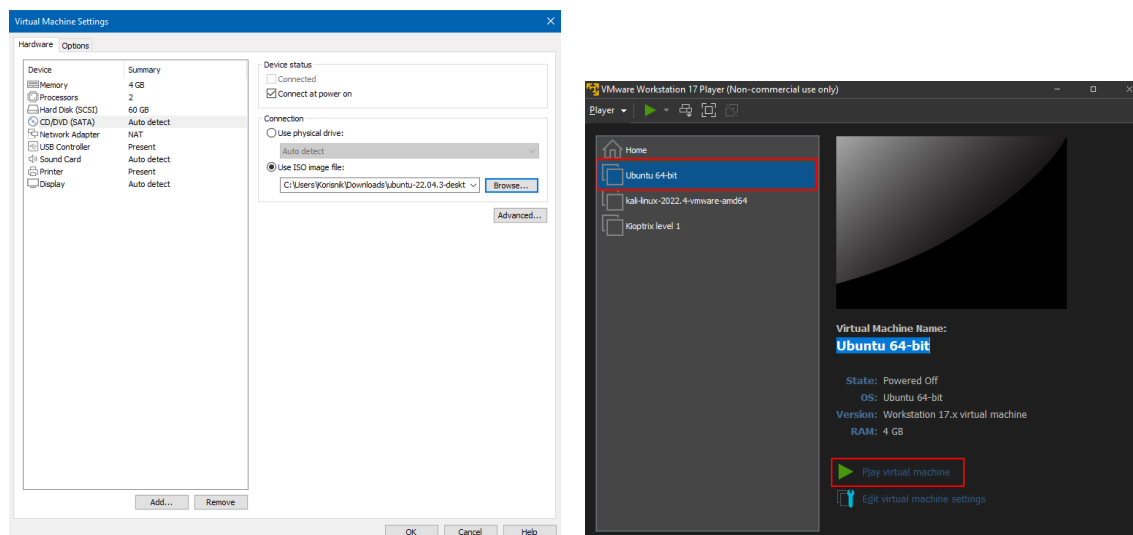 Virtual Machine Settings
Hardware Options
Device Summary
Memory 4 GB
Processors 2
Hard Disk (SCSI) 60 GB
CD/DVD (SATA) Auto detect
Network Adapter NAT
USB Controller Present
Sound Card Auto detect
Printer Present
Display Auto detect
Add... Remove
Device status
Connected
Connect at power on
Connection
Use physical drive:
Auto detect
Use ISO image file:
C:\Users\Korisnik\Downloads\ubuntu-22.04.3-deskt Browse...
Advanced...
OK Cancel Help
VMware Workstation 17 Player (Non-commercial use only)
Player
Home
Ubuntu 64-bit
kali-linux-2022.4-vmware-amd64
Kioptrix level 1
Virtual Machine Name:
Ubuntu 64-bit
State: Powered Off
OS: Ubuntu 64-bit
Version: Workstation 17.x virtual machine
RAM: 4 GB
Play virtual machine
Edit virtual machine settings